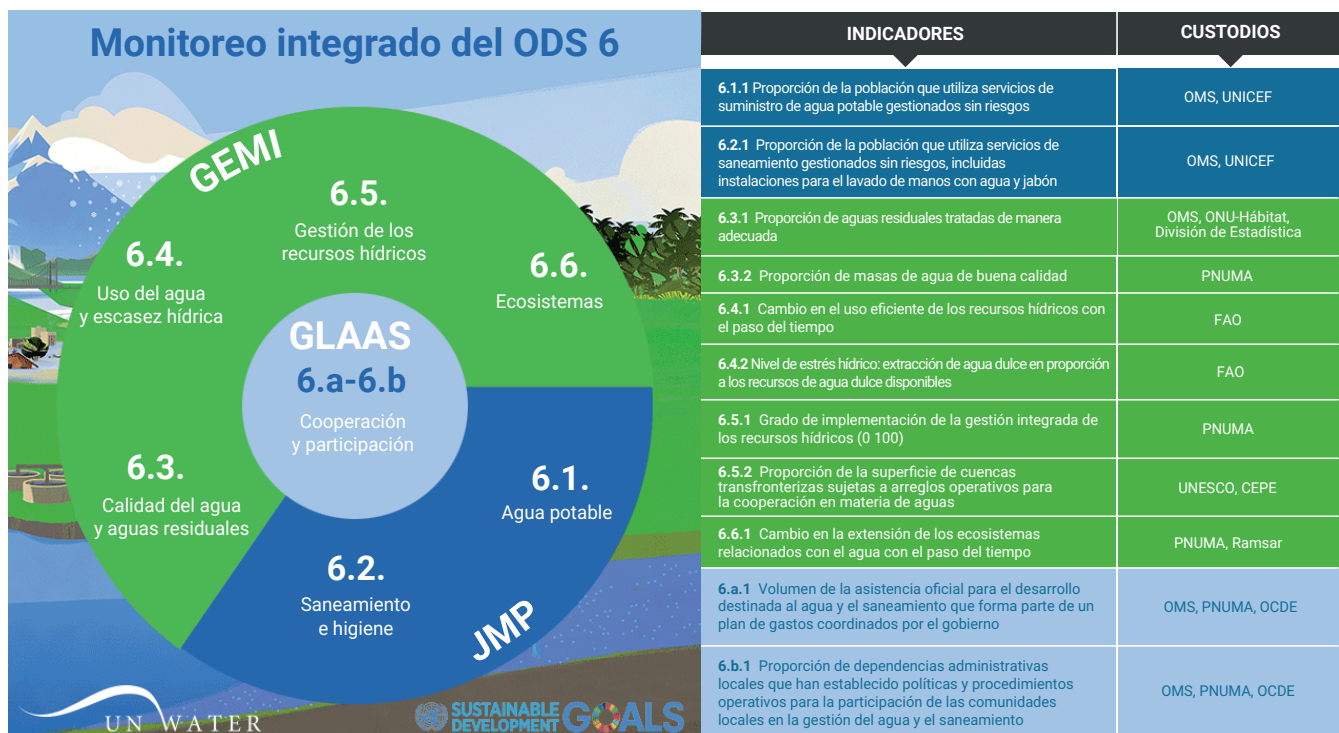 Monitoreo integrado del ODS 6
GEMI
6.5.
Gestión de los
recursos hídricos
6.4.
Uso del agua
y escasez hídrica
6.6.
Ecosistemas
GLAAS
6.a-6.b
Cooperación
y participación
6.3.
Calidad del agua
y aguas residuales
6.1.
Agua potable
6.2.
Saneamiento
e higiene
JMP
UN WATER
SUSTAINABLE
DEVELOPMENT
GOALS
INDICADORES
CUSTODIOS
6.1.1 Proporción de la población que utiliza servicios de
suministro de agua potable gestionados sin riesgos
OMS, UNICEF
6.2.1 Proporción de la población que utiliza servicios de
saneamiento gestionados sin riesgos, incluidas
instalaciones para el lavado de manos con agua y jabón
OMS, UNICEF
6.3.1 Proporción de aguas residuales tratadas de manera
adecuada
OMS, ONU-Hábitat,
División de Estadística
6.3.2 Proporción de masas de agua de buena calidad
PNUMA
6.4.1 Cambio en el uso eficiente de los recursos hídricos con
el paso del tiempo
FAO
6.4.2 Nivel de estrés hídrico: extracción de agua dulce en proporción
a los recursos de agua dulce disponibles
FAO
6.5.1 Grado de implementación de la gestión integrada de
los recursos hídricos (0 100)
PNUMA
6.5.2 Proporción de la superficie de cuencas
transfronterizas sujetas a arreglos operativos para
la cooperación en materia de aguas
UNESCO, CEPE
6.6.1 Cambio en la extensión de los ecosistemas
relacionados con el agua con el paso del tiempo
PNUMA, Ramsar
6.a.1 Volumen de la asistencia oficial para el desarrollo
destinada al agua y el saneamiento que forma parte de un
plan de gastos coordinados por el gobierno
OMS, PNUMA, OCDE
6.b.1 Proporción de dependencias administrativas
locales que han establecido políticas y procedimientos
operativos para la participación de las comunidades
locales en la gestión del agua y el saneamiento
OMS, PNUMA, OCDE